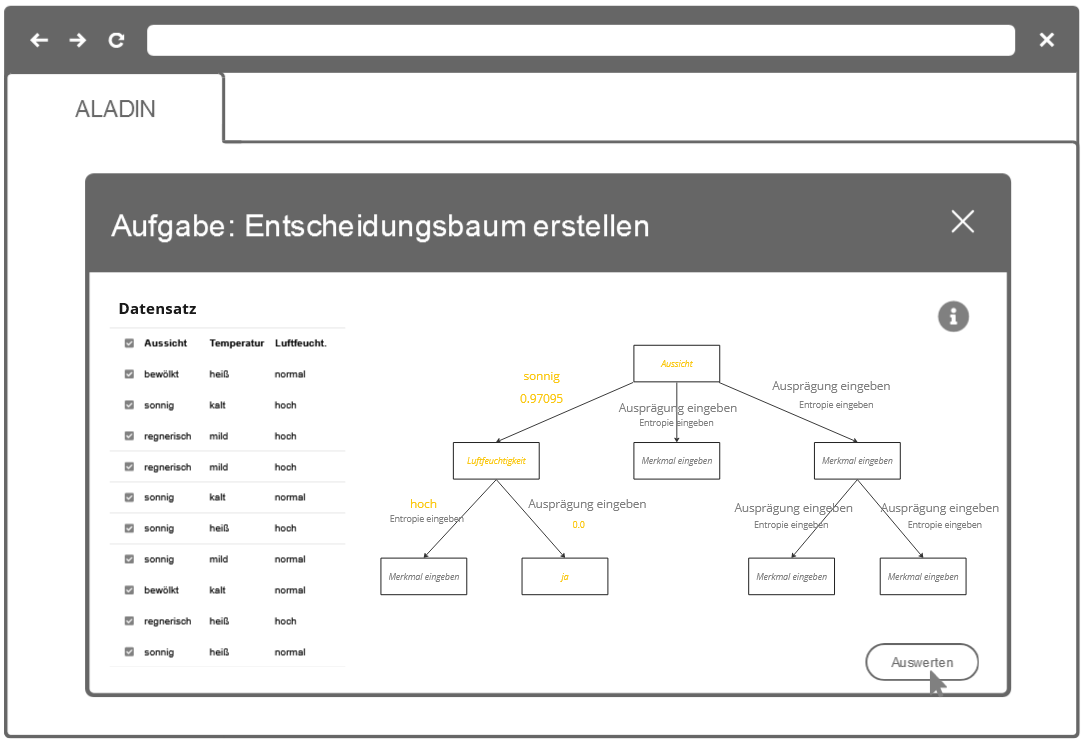 ALADIN
Aufgabe: Entscheidungsbaum erstellen
Datensatz
Aussicht Temperatur Luftfeucht.
bewölkt heiß normal
sonnig kalt hoch
regnerisch mild hoch
regnerisch mild hoch
sonnig kalt normal
sonnig heiß hoch
sonnig mild normal
bewölkt kalt normal
regnerisch heiß hoch
sonnig heiß normal
Aussicht
sonnig
0.97095
Ausprägung eingeben
Entropie eingeben
Ausprägung eingeben
Entropie eingeben
Luftfeuchtigkeit
Merkmal eingeben
Merkmal eingeben
hoch
Entropie eingeben
Ausprägung eingeben
0.0
Ausprägung eingeben
Entropie eingeben
Ausprägung eingeben
Entropie eingeben
Merkmal eingeben
ja
Merkmal eingeben
Merkmal eingeben
Auswerten